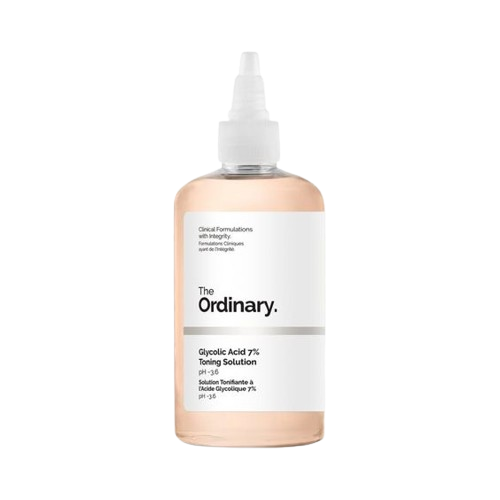 Clinical Formulations
with Integrity.
Formulations Cliniques
ayant de l'Intégrité.
The
Ordinary.
Glycolic Acid 7%
Toning Solution
pH ~3.6
Solution Tonifiante à
l'Acide Glycolique 7%
pH ~3.6